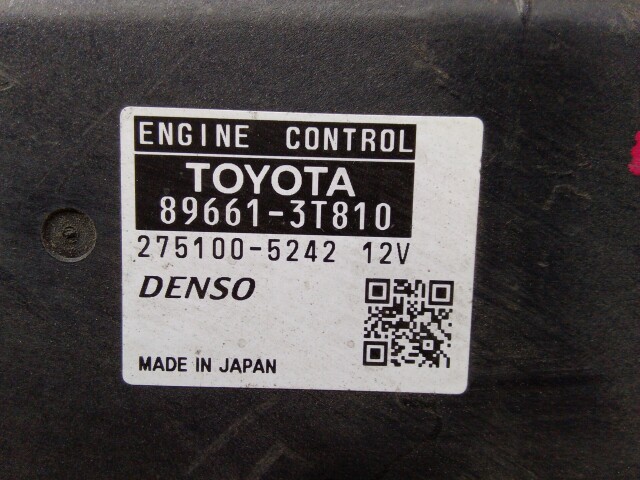 ENGINE CONTROL
TOYOTA
89661-3T810
275100-5242 12V
DENSO
MADE IN JAPAN